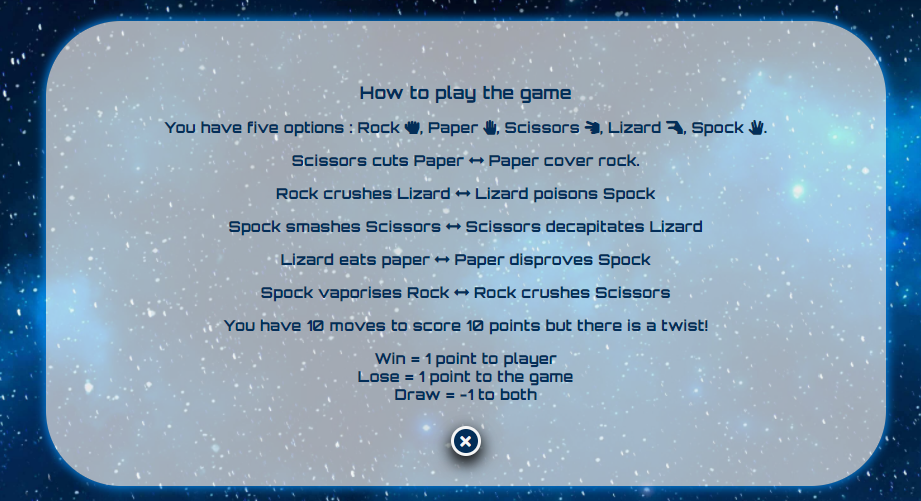 How to play the game
You have five options : Rock , Paper , Scissors , Lizard , Spock .
Scissors cuts Paper ↔ Paper cover rock.
Rock crushes Lizard ↔ Lizard poisons Spock
Spock smashes Scissors ↔ Scissors decapitates Lizard
Lizard eats paper ↔ Paper disproves Spock
Spock vaporises Rock ↔ Rock crushes Scissors
You have 10 moves to score 10 points but there is a twist!
Win = 1 point to player
Lose = 1 point to the game
Draw = -1 to both